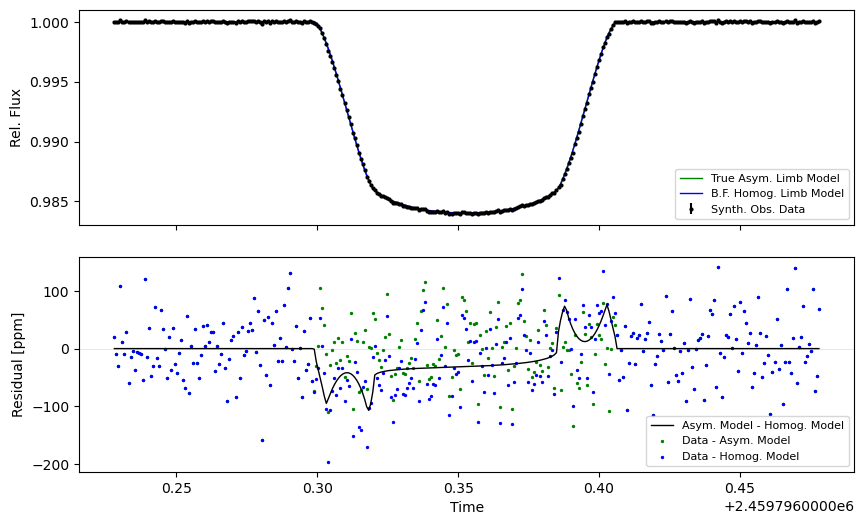 1.000
0.995
0.990
0.985
Rel. Flux
True Asym. Limb Model
B.F. Homog. Limb Model
Synth. Obs. Data
100
0
−100
−200
Residual [ppm]
Asym. Model - Homog. Model
Data - Asym. Model
Data - Homog. Model
0.25 0.30 0.35 0.40 0.45
Time
+2.4597960000e6